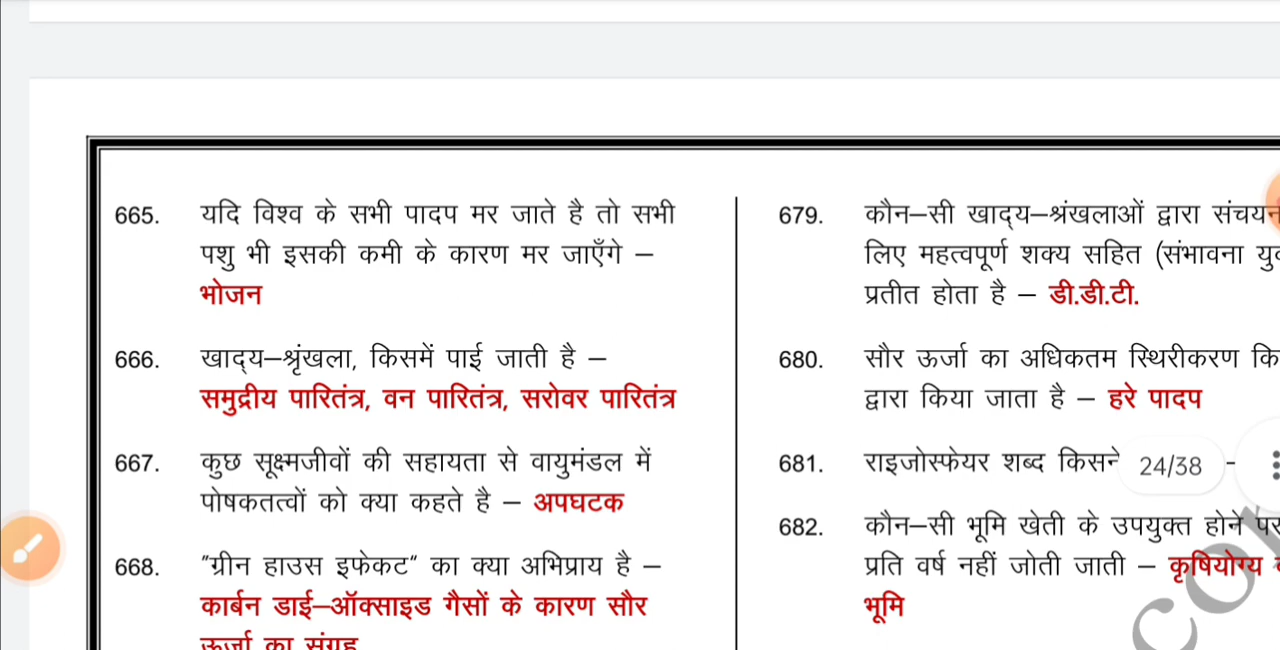 665. यदि विश्व के सभी पादप मर जाते है तो सभी
पशु भी इसकी कमी के कारण मर जाएँगे –
भोजन
666. खाद्य–श्रृंखला, किसमें पाई जाती है –
समुद्रीय पारितंत्र, वन पारितंत्र, सरोवर पारितंत्र
667. कुछ सूक्ष्मजीवों की सहायता से वायुमंडल में
पोषकतत्वों को क्या कहते है – अपघटक
668. "ग्रीन हाउस इफेकट" का क्या अभिप्राय है –
कार्बन डाई–ऑक्साइड गैसों के कारण सौर
ऊर्जा का संग्रह
679. कौन–सी खाद्य–श्रंखलाओं द्वारा
लिए महत्वपूर्ण शक्य सहित (संभावना
प्रतीत होता है – डी.डी.टी.
680. सौर ऊर्जा का अधिकतम स्थिरीकरण
द्वारा किया जाता है – हरे पादप
681. राइजोस्फेयर शब्द किसने –
24/38
682. कौन–सी भूमि खेती के उपयुक्त होने
प्रति वर्ष नहीं जोती जाती – कृषियोग्य
भूमि